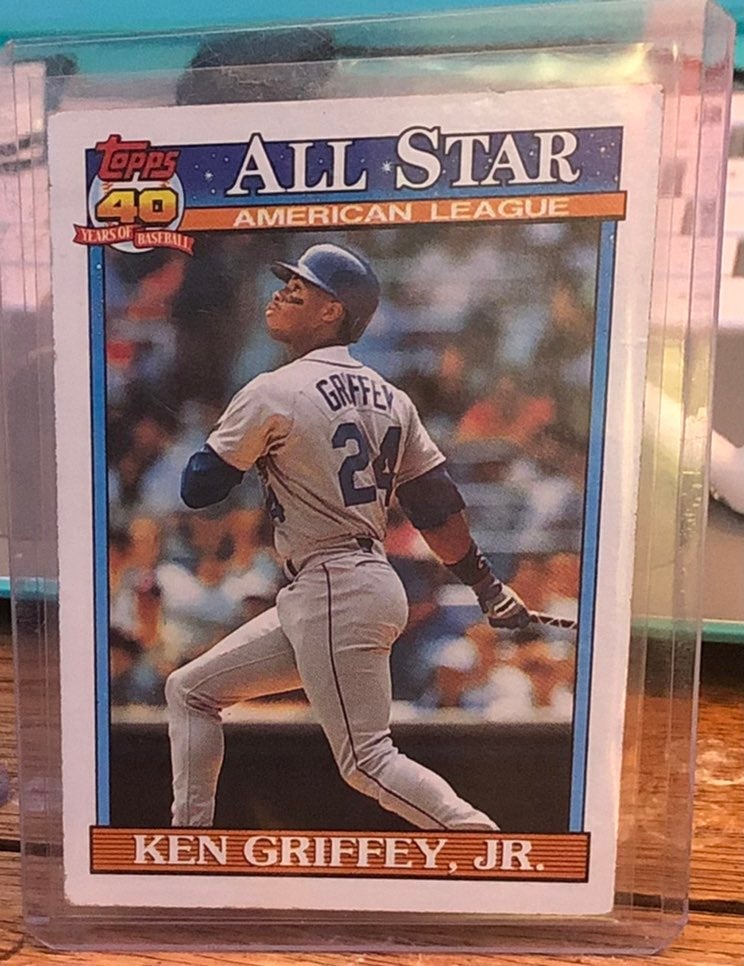 Topps
40
YEARS OF BASEBALL
ALL STAR
AMERICAN LEAGUE
GRIFFEY
24
KEN GRIFFEY, JR.